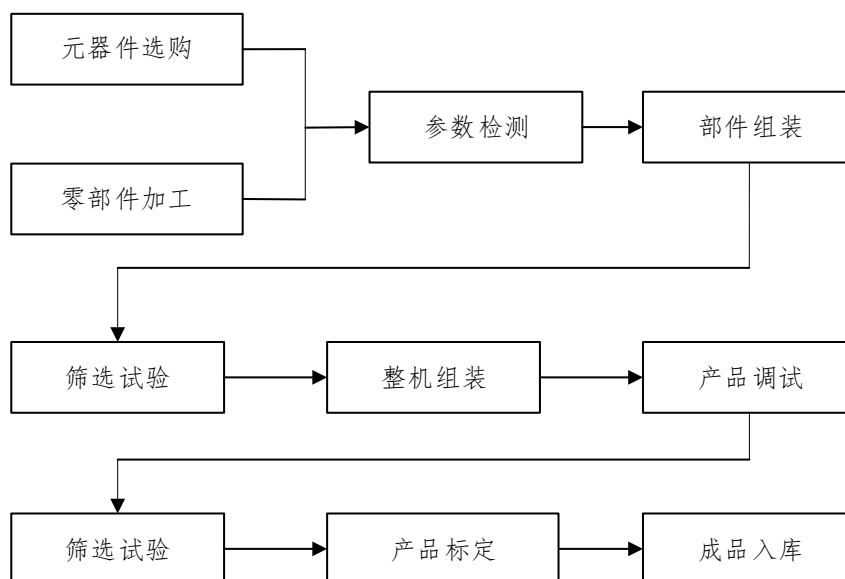 元器件选购
参数检测
部件组装
零部件加工
筛选试验
整机组装
产品调试
筛选试验
产品标定
成品入库